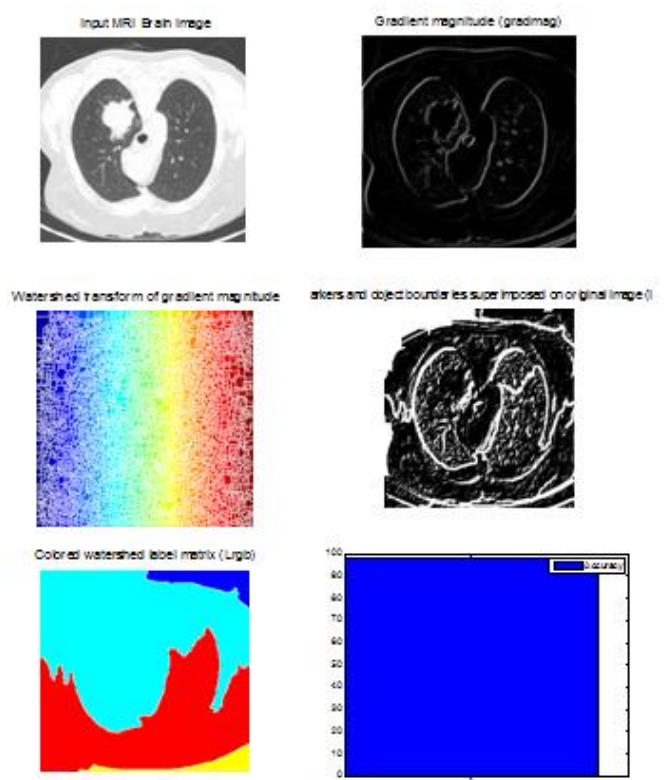 Input MRI Brain Image
Gradient magnitude (gradmag)
Watershed transform of gradient magnitude
arkers and object boundaries superimposed on original image (I
Colored watershed label matrix (Lrgb)
100
90
80
70
60
50
40
30
20
10
0
Accuracy